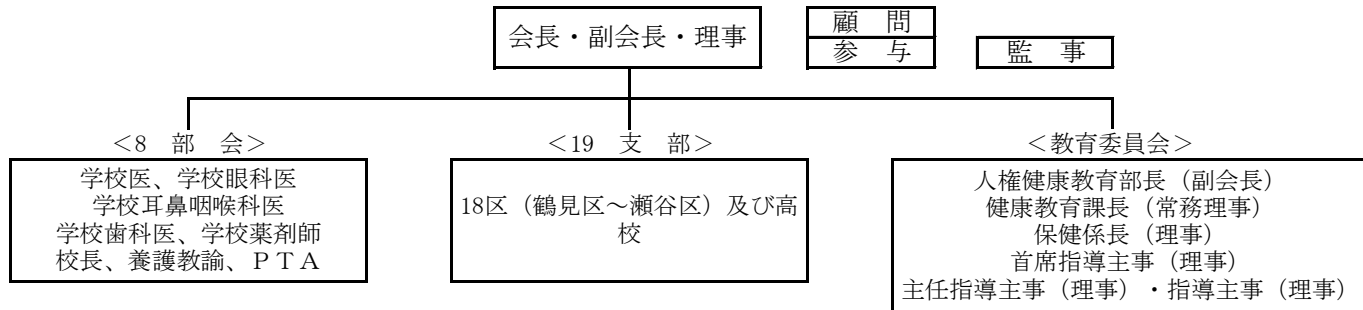 会長・副会長・理事
顧　問
参　与
監　事
＜8　部　会＞
学校医、学校眼科医
学校耳鼻咽喉科医
学校歯科医、学校薬剤師
校長、養護教諭、ＰＴＡ
＜19　支　部＞
18区（鶴見区～瀬谷区）及び高
校
＜教育委員会＞
人権健康教育部長（副会長）
健康教育課長（常務理事）
保健係長（理事）
首席指導主事（理事）
主任指導主事（理事）・指導主事（理事）